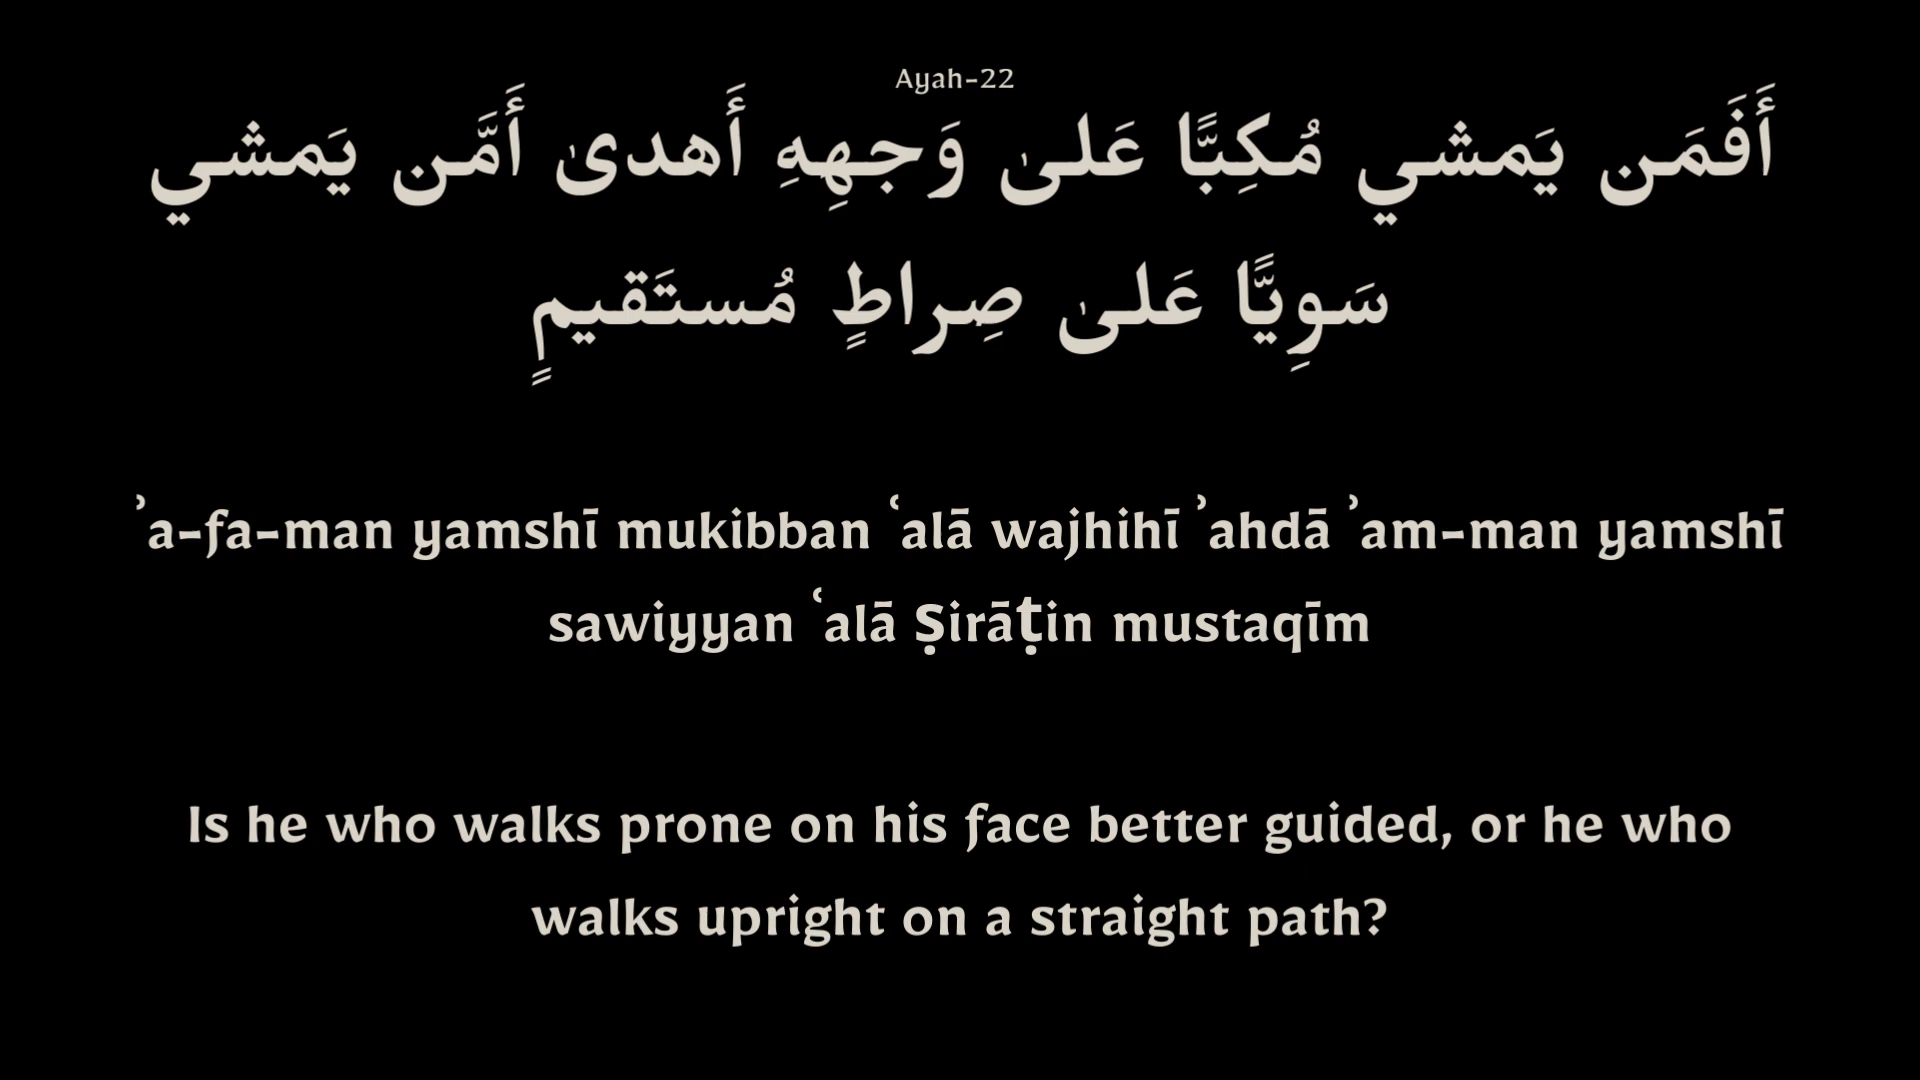 Ayah-22
أَفَمَن يَمشي مُكِبًّا عَلىٰ وَجهِهِ أَهدىٰ أَمَّن يَمشي
سَوِيًّا عَلىٰ صِراطٍ مُستَقيمٍ
ʾa-fa-man yamshī mukibban ʿalā wajhihī ʾahdā ʾam-man yamshī
sawiyyan ʿalā ṣirāṭin mustaqīm
Is he who walks prone on his face better guided, or he who
walks upright on a straight path?